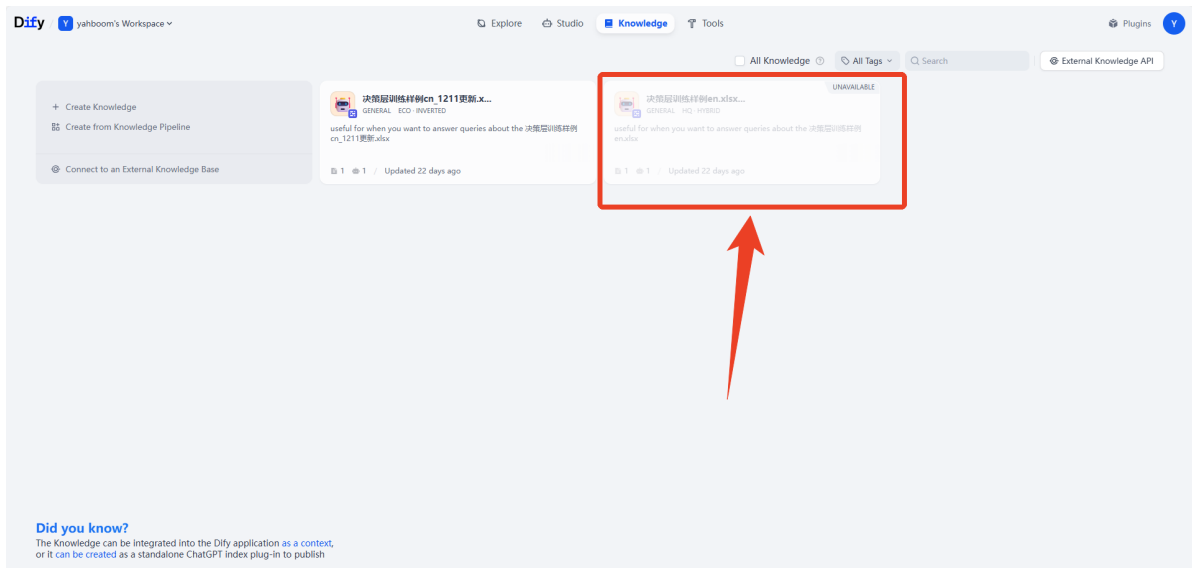 Dify / Y yahboom's Workspace
Explore
Studio
Knowledge
Tools
Plugins
Y
All Knowledge
All Tags
Search
External Knowledge API
+ Create Knowledge
Create from Knowledge Pipeline
Connect to an External Knowledge Base
决策层训练样例cn_1211更新.x...
GENERAL ECO · INVERTED
useful for when you want to answer queries about the 决策层训练样例
cn_1211更新.xlsx
1 1 / Updated 22 days ago
UNAVAILABLE
决策层训练样例en.xlsx...
GENERAL HQ · HYBRID
useful for when you want to answer queries about the 决策层训练样例
en.xlsx
1 1 / Updated 22 days ago
Did you know?
The Knowledge can be integrated into the Dify application as a context,
or it can be created as a standalone ChatGPT index plug-in to publish